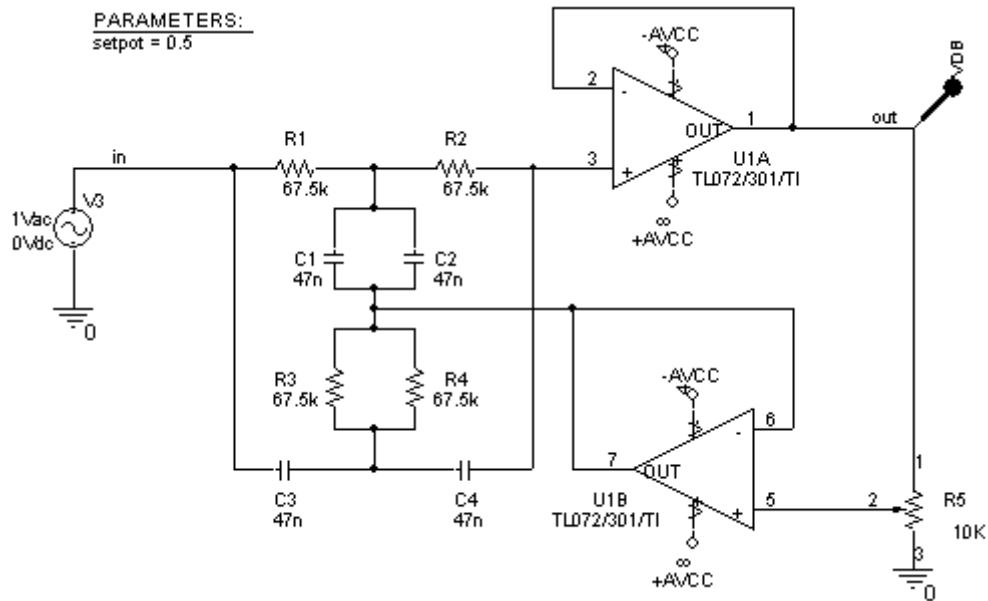 PARAMETERS:
setpot = 0.5
-AVCC
VDB
2
-
1
out
OUT
R1
R2
in
3
+
U1A
TL072/301/TI
67.5k
67.5k
V3
1Vac
0Vdc
+AVCC
C1
47n
C2
47n
0
R3
67.5k
R4
67.5k
-AVCC
6
-
7
OUT
1
C3
47n
C4
47n
U1B
TL072/301/TI
5
+
2
R5
10K
3
+AVCC
0